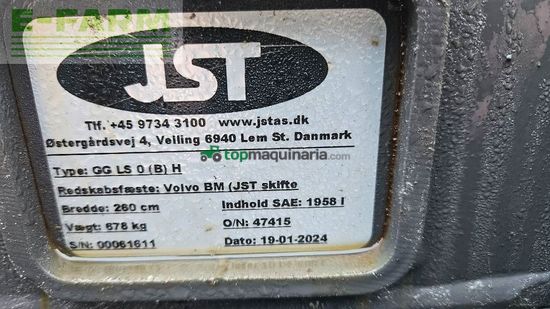 E-FARM
JST
Tlf. +45 9734 3100 www.jstas.dk
Østergårdsvej 4, Velling 6940 Lem St. Danmark
topmaquinaria.com
Type: GG LS 0 (B) H
Redskabsfæste: Volvo BM (JST skifte
Bredde: 260 cm Indhold SAE: 1958 l
Vægt: 678 kg O/N: 47415
S/N: 00061611 Dato: 19-01-2024